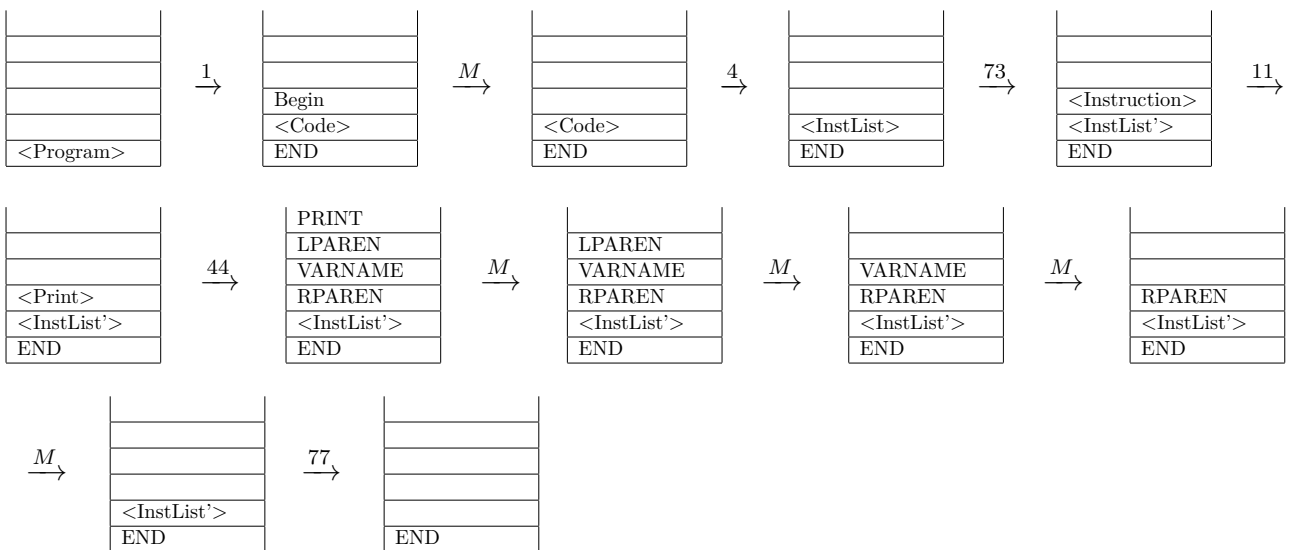 1 M 4 73 11
Begin <Instruction>
<Code> <Code> <InstList> <InstList'>
<Program> END END END END
PRINT
LPAREN LPAREN
44 M M M
VARNAME VARNAME VARNAME
<Print> RPAREN RPAREN RPAREN RPAREN
<InstList'> <InstList'> <InstList'> <InstList'> <InstList'>
END END END END END
M 77
<InstList'>
END END